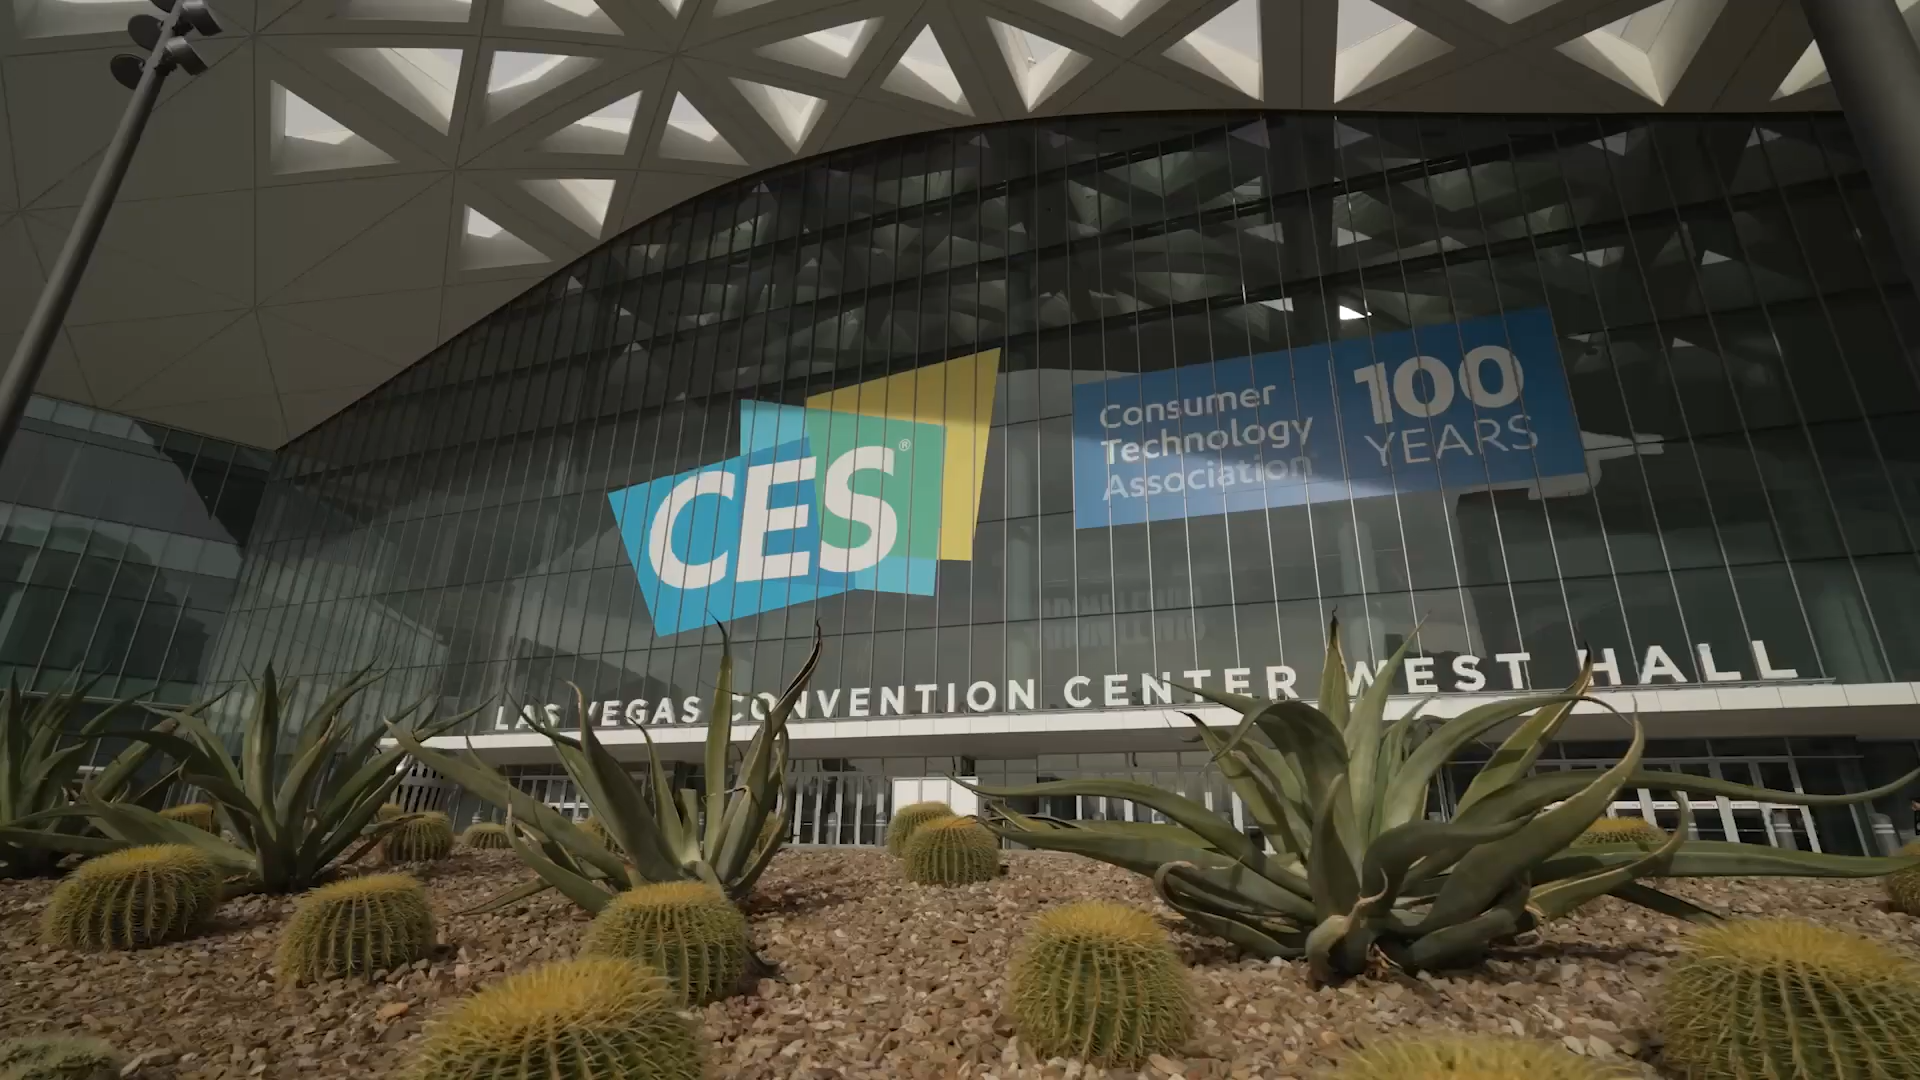 CES®
Consumer
Technology
Association
100
YEARS
LAS VEGAS CONVENTION CENTER WEST HALL